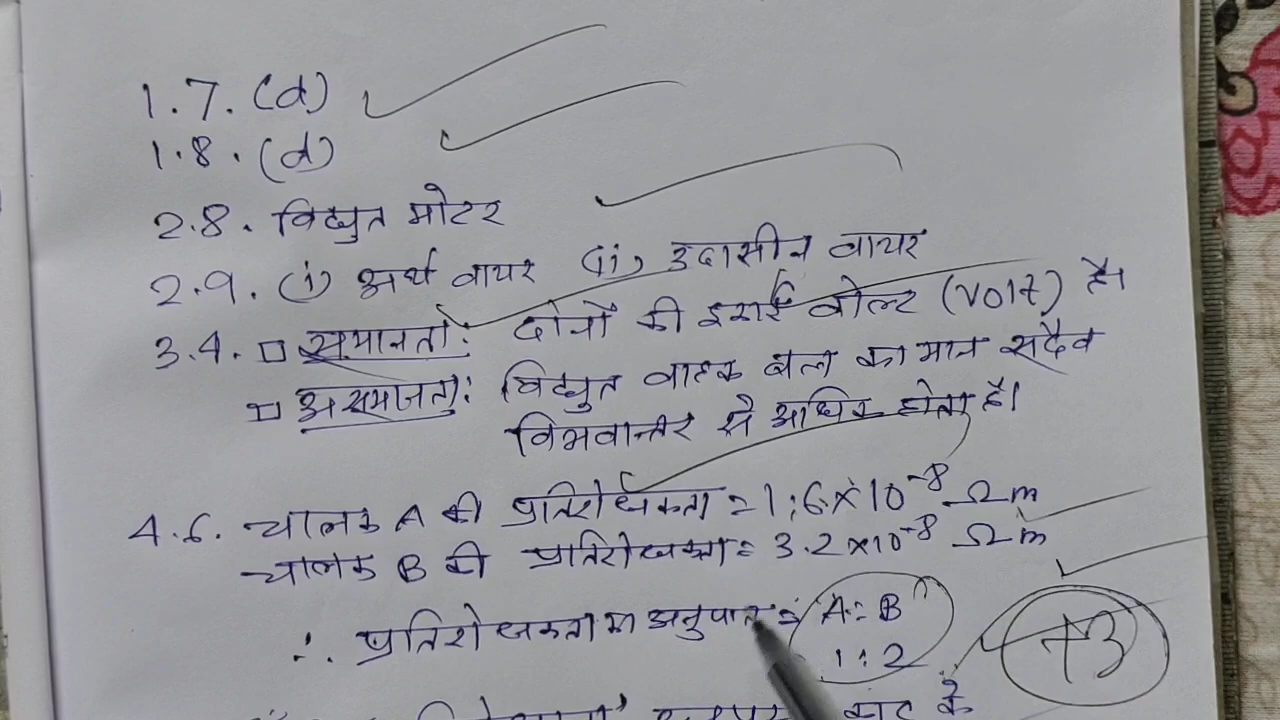 1.7. (d)
1.8. (d)
2.8. विद्युत मोटर
2.9. (i) अर्थ वायर (ii) उदासीन वायर
3.4. □ समानता: दोनों की इकाई वोल्ट (Volt) है।
□ असमानता: विद्युत वाहक बल का मान सदैव
विभवान्तर से अधिक होता है।
4.6. चालक A की प्रतिरोधकता = 1.6×10⁻⁸ Ωm
चालक B की प्रतिरोधकता = 3.2×10⁻⁸ Ωm
∴ प्रतिरोधकता का अनुपात = A:B
1:2
+3
काट के